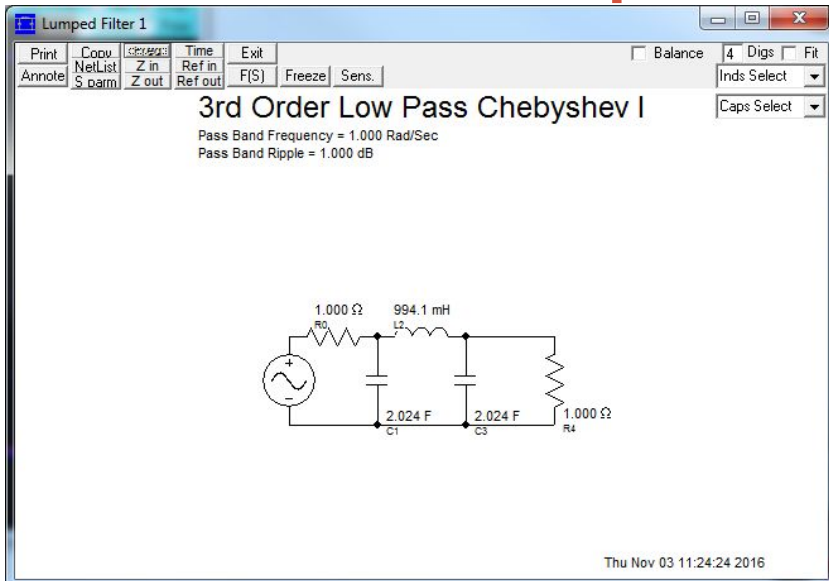 Lumped Filter 1
Print Copy Time Exit Balance 4 Digs Fit
Annote NetList Z in Ref in F(S) Freeze Sens. Inds Select
S parm Z out Ref out Caps Select
3rd Order Low Pass Chebyshev I
Pass Band Frequency = 1.000 Rad/Sec
Pass Band Ripple = 1.000 dB
1.000 Ω 994.1 mH
R0 L2
+
-
2.024 F 2.024 F 1.000 Ω
C1 C3 R4
Thu Nov 03 11:24:24 2016